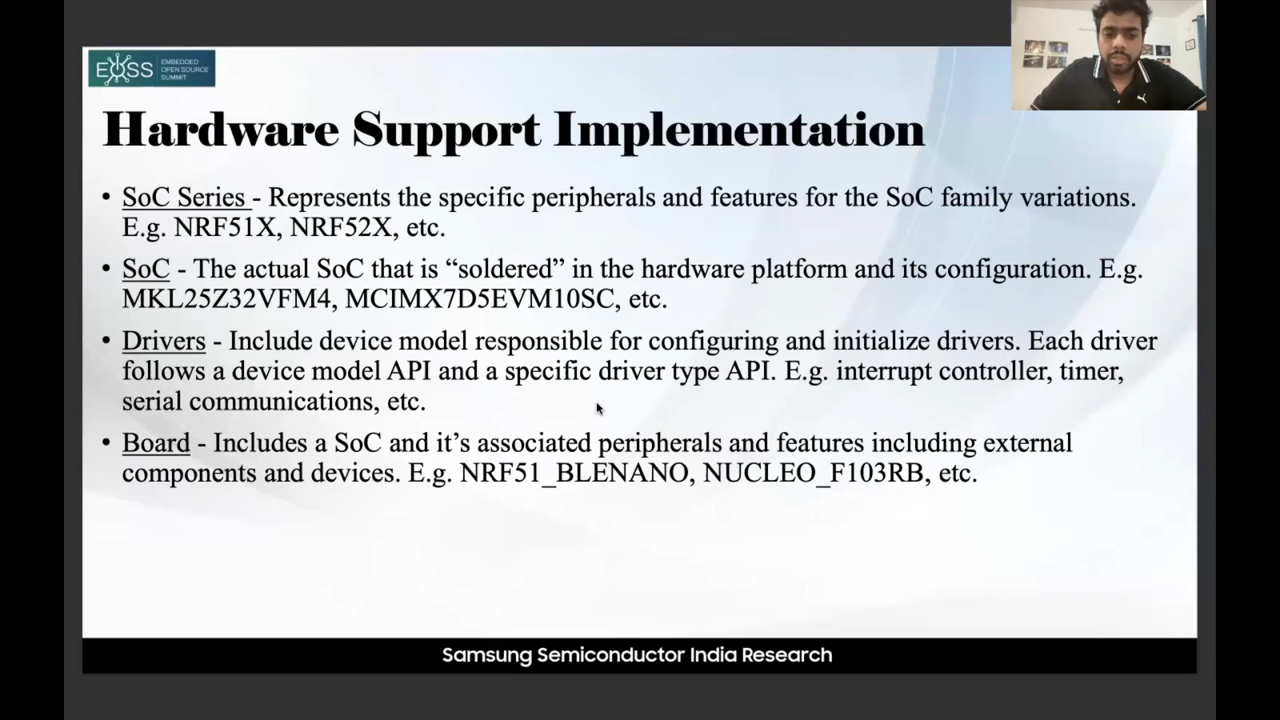 EOSS EMBEDDED
OPEN SOURCE
SUMMIT
Hardware Support Implementation
• SoC Series - Represents the specific peripherals and features for the SoC family variations.
E.g. NRF51X, NRF52X, etc.
• SoC - The actual SoC that is “soldered” in the hardware platform and its configuration. E.g.
MKL25Z32VFM4, MCIMX7D5EVM10SC, etc.
• Drivers - Include device model responsible for configuring and initialize drivers. Each driver
follows a device model API and a specific driver type API. E.g. interrupt controller, timer,
serial communications, etc.
• Board - Includes a SoC and it’s associated peripherals and features including external
components and devices. E.g. NRF51_BLENANO, NUCLEO_F103RB, etc.
Samsung Semiconductor India Research